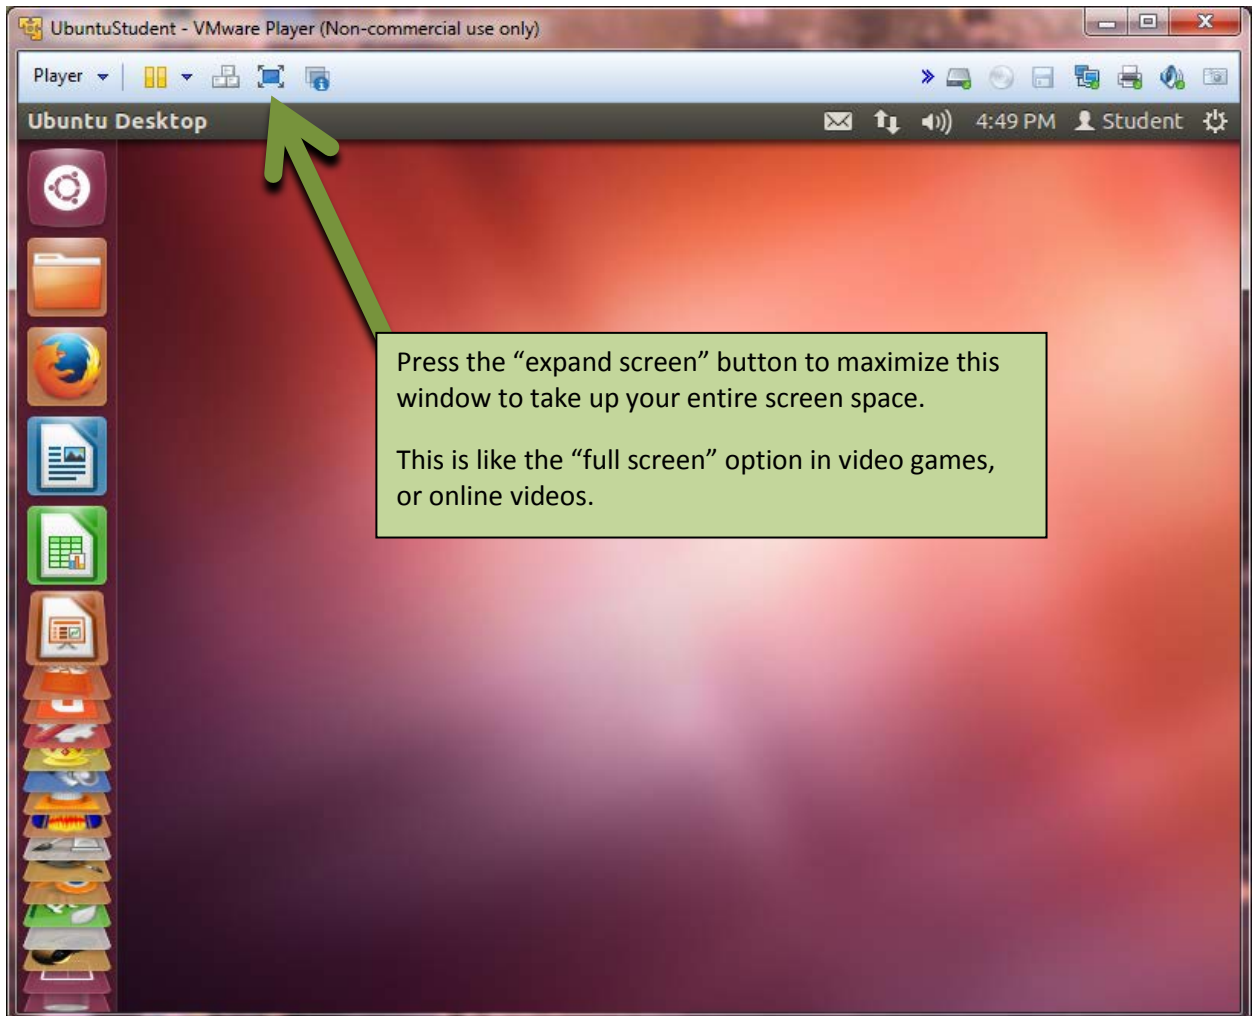 UbuntuStudent - VMware Player (Non-commercial use only)
Player
Ubuntu Desktop 4:49 PM Student
Press the “expand screen” button to maximize this
window to take up your entire screen space.
This is like the “full screen” option in video games,
or online videos.